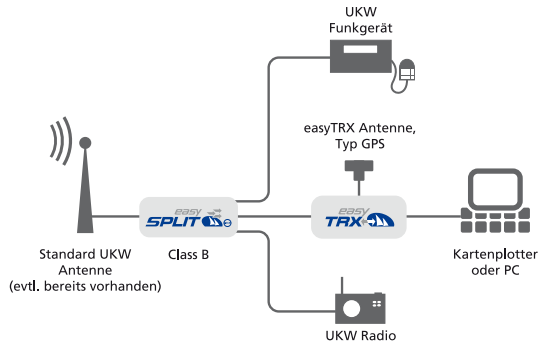 UKW
Funkgerät
easyTRX Antenne,
Typ GPS
easy
SPLIT
easy
TRX
Standard UKW
Antenne
(evtl. bereits vorhanden)
Class B
Kartenplotter
oder PC
UKW Radio